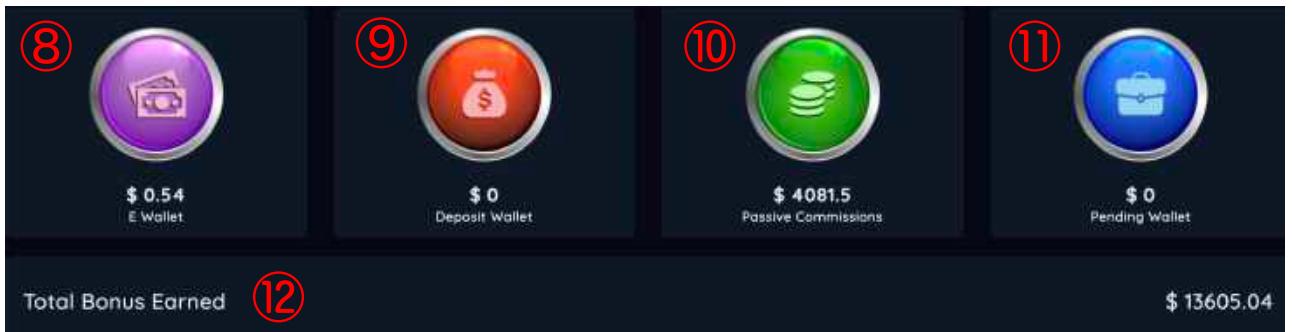 ⑧ ⑨ ⑩ ⑪
$ 0.54 $ 0 $ 4081.5 $ 0
E Wallet Deposit Wallet Passive Commissions Pending Wallet
Total Bonus Earned ⑫ $ 13605.04